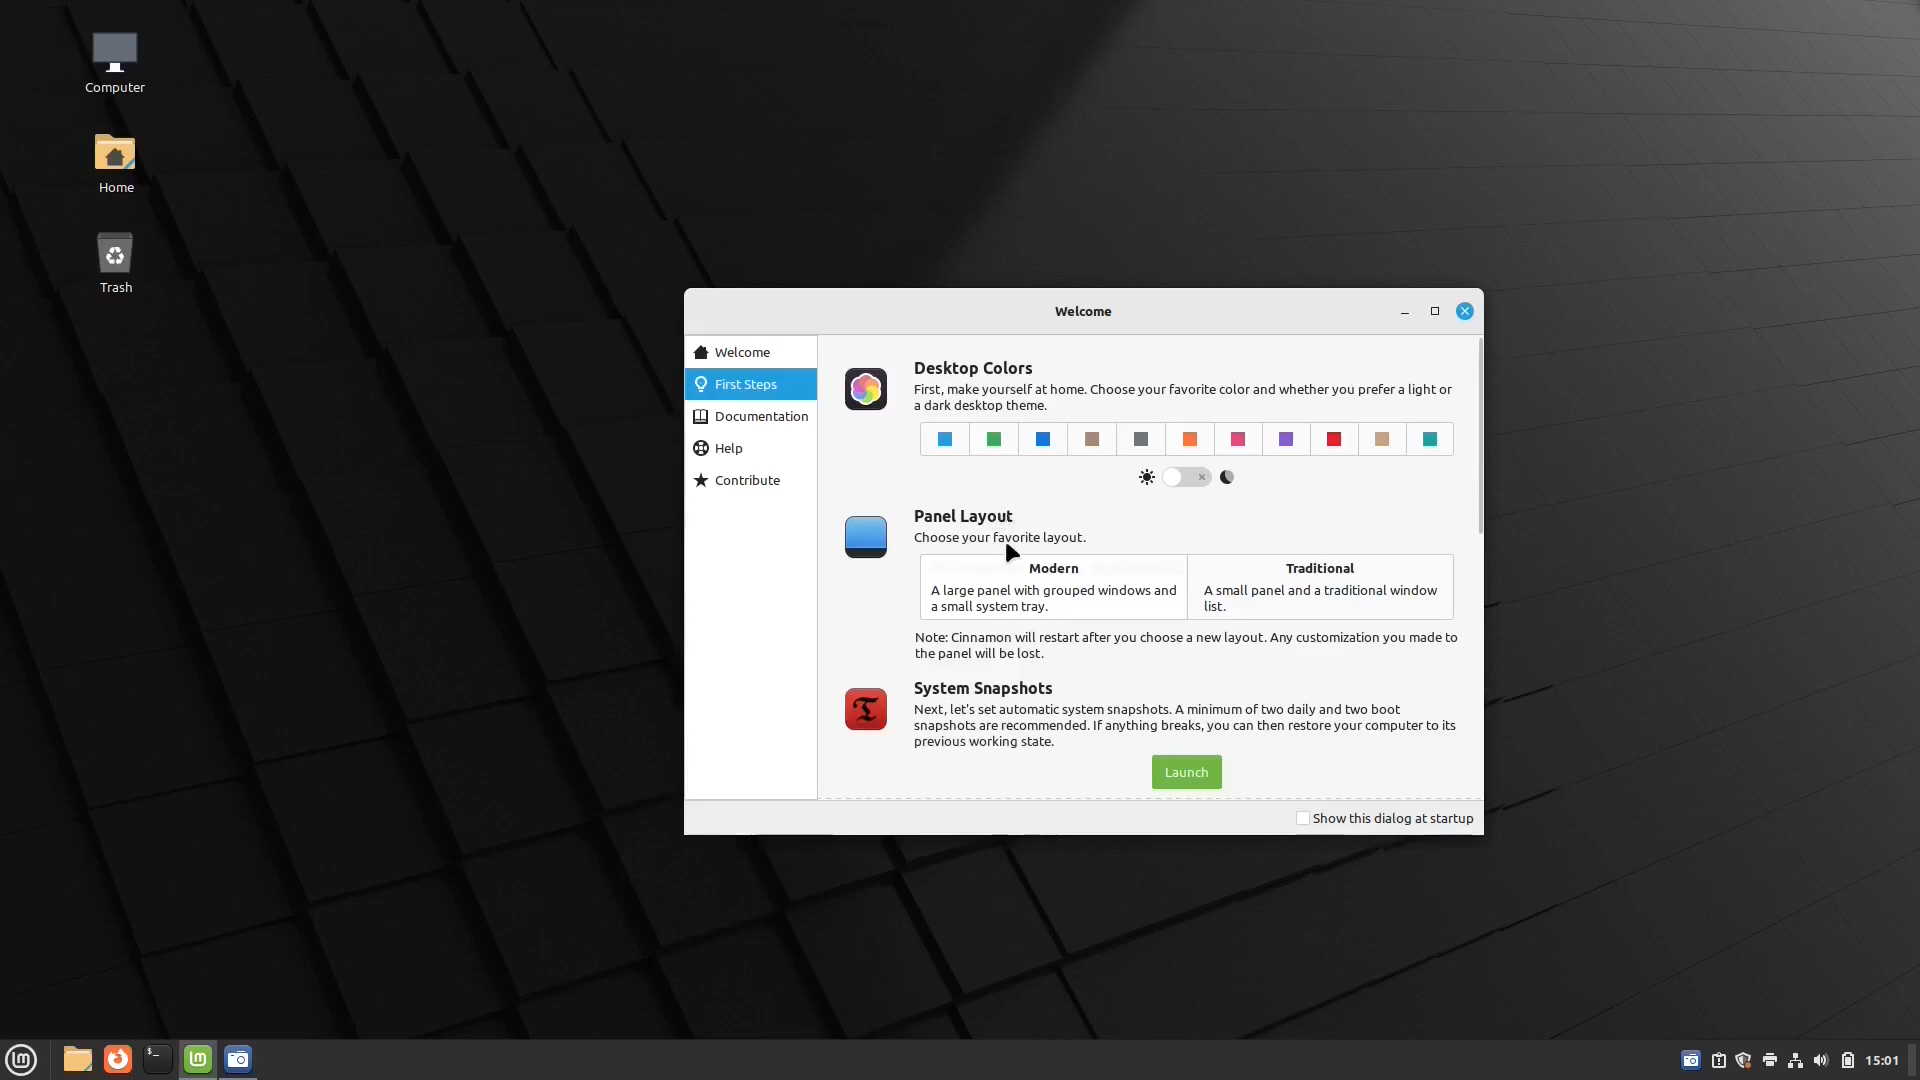 Computer
Home
Trash
Welcome
Welcome
First Steps
Documentation
Help
Contribute
Desktop Colors
First, make yourself at home. Choose your favorite color and whether you prefer a light or
a dark desktop theme.
Panel Layout
Choose your favorite layout.
Modern
A large panel with grouped windows and
a small system tray.
Traditional
A small panel and a traditional window
list.
Note: Cinnamon will restart after you choose a new layout. Any customization you made to
the panel will be lost.
System Snapshots
Next, let's set automatic system snapshots. A minimum of two daily and two boot
snapshots are recommended. If anything breaks, you can then restore your computer to its
previous working state.
Launch
Show this dialog at startup
15:01